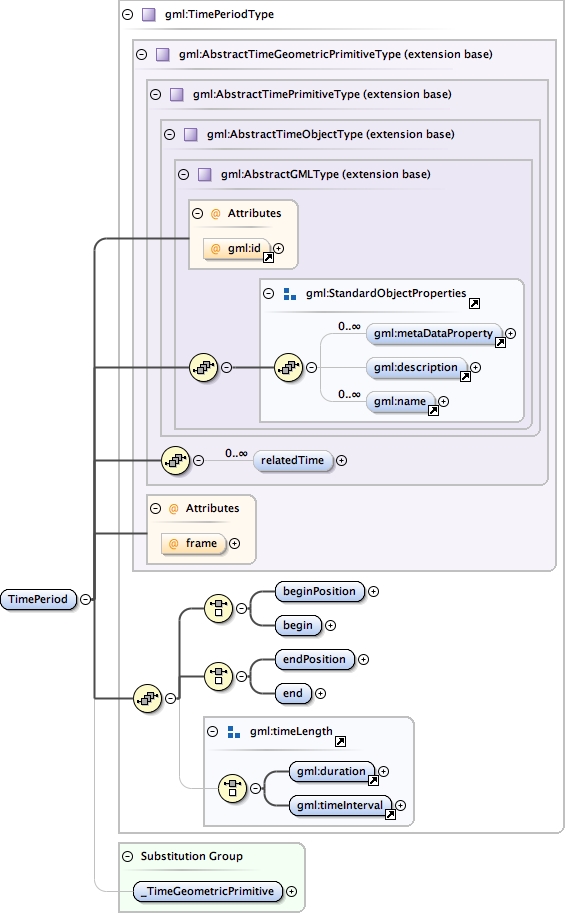 gml:TimePeriodType
gml:AbstractTimeGeometricPrimitiveType (extension base)
gml:AbstractTimePrimitiveType (extension base)
gml:AbstractTimeObjectType (extension base)
gml:AbstractGMLType (extension base)
@ Attributes
@ gml:id
gml:StandardObjectProperties
0..∞
gml:metaDataProperty
gml:description
0..∞
gml:name
0..∞
relatedTime
@ Attributes
@ frame
TimePeriod
beginPosition
begin
endPosition
end
gml:timeLength
gml:duration
gml:timeInterval
Substitution Group
_TimeGeometricPrimitive